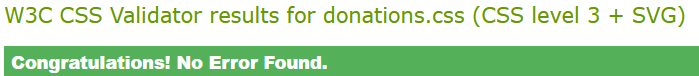 W3C CSS Validator results for donations.css (CSS level 3 + SVG)
Congratulations! No Error Found.